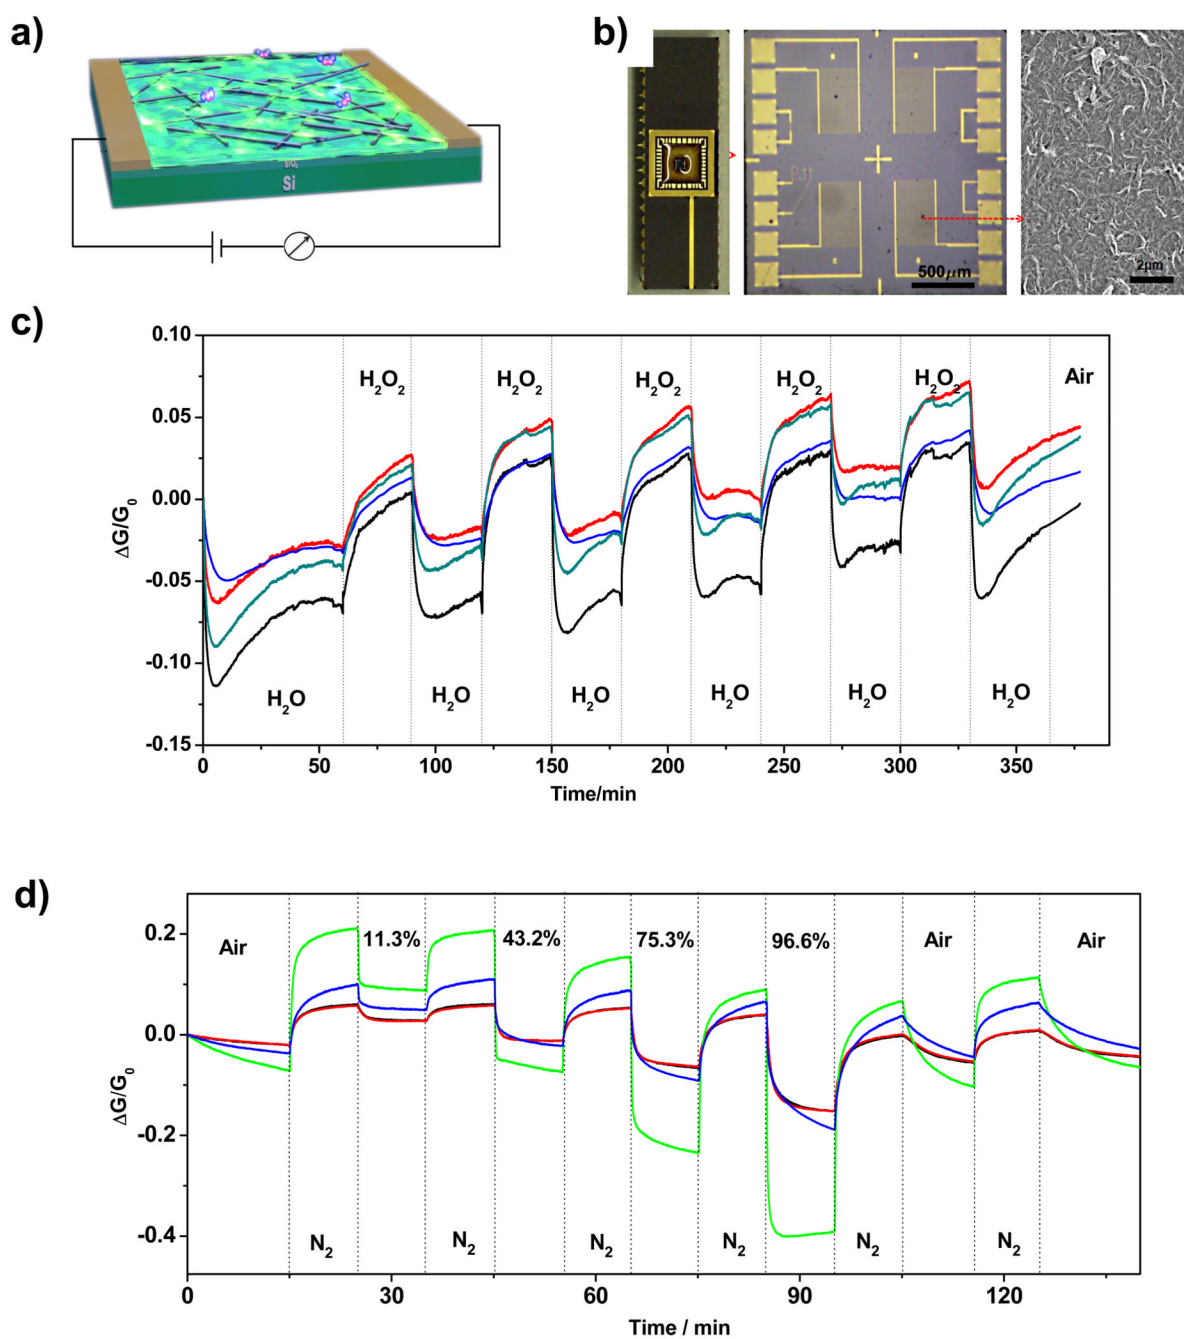 a)
SiO₂
Si
b)
500μm
2μm
c)
ΔG/G₀
0.10
0.05
0.00
-0.05
-0.10
-0.15
H₂O₂
H₂O₂
H₂O₂
H₂O₂
H₂O₂
Air
H₂O
H₂O
H₂O
H₂O
H₂O
H₂O
0
50
100
150
200
250
300
350
Time/min
d)
ΔG/G₀
0.2
0.0
-0.2
-0.4
Air
11.3%
43.2%
75.3%
96.6%
Air
Air
N₂
N₂
N₂
N₂
N₂
N₂
0
30
60
90
120
Time / min